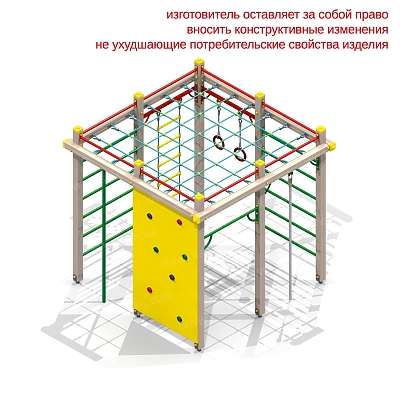 изготовитель оставляет за собой право
вносить конструктивные изменения
не ухудшающие потребительские свойства изделия